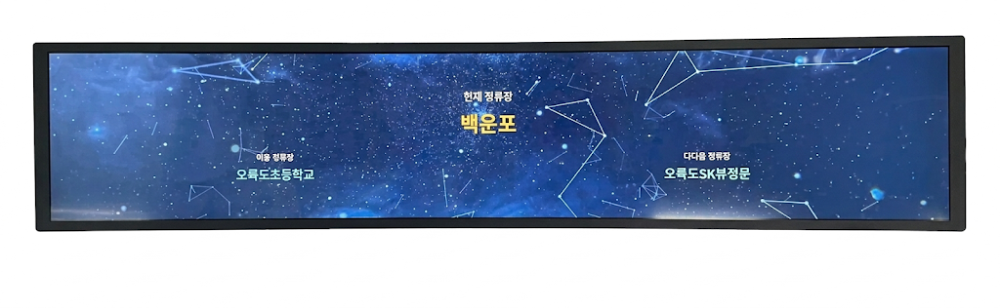 현재 정류장
백운포
이동 정류장
오륙도초등학교
다다음 정류장
오륙도SK뷰정문